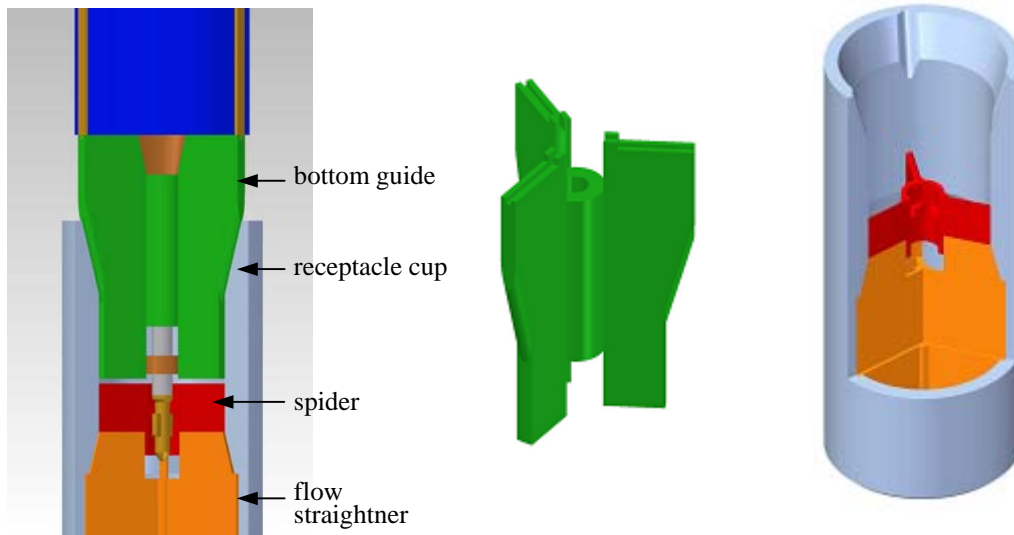 bottom guide
receptacle cup
spider
flow
straightner